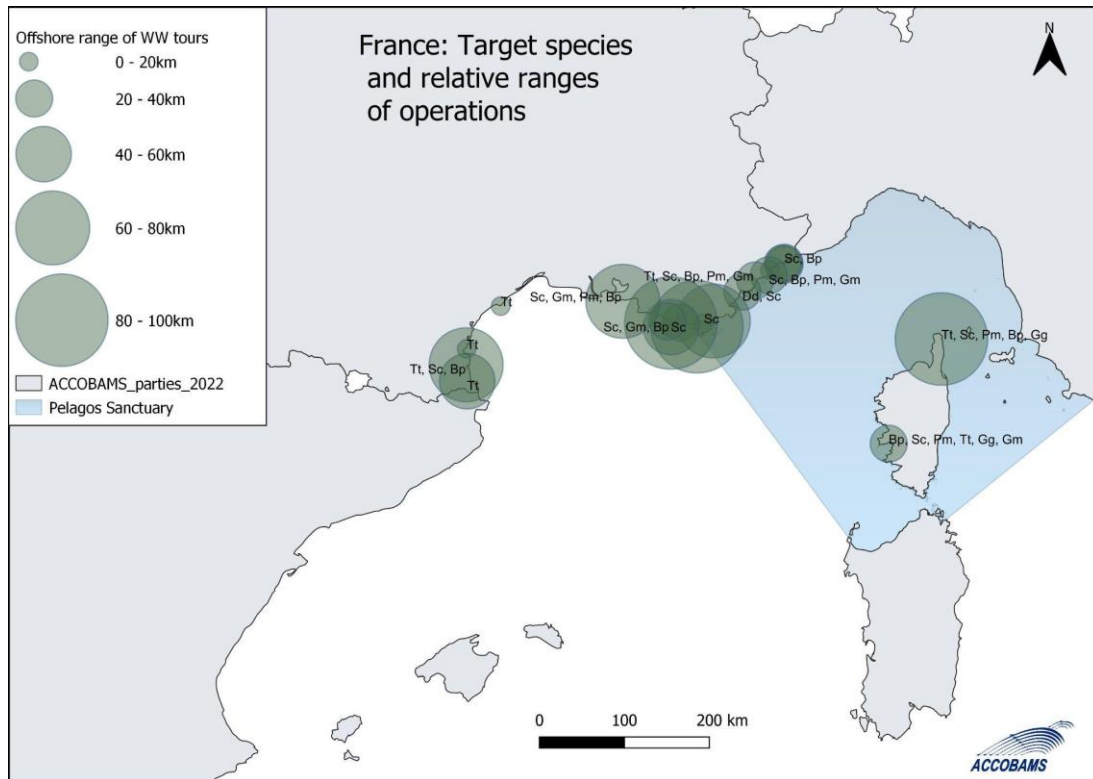 Offshore range of WW tours
0 - 20km
20 - 40km
40 - 60km
60 - 80km
80 - 100km
ACCOBAMS_parties_2022
Pelagos Sanctuary
France: Target species
and relative ranges
of operations
N
Sc, Bp
Tt, Sc, Bp, Pm, Gm
Sc, Bp, Pm, Gm
Sc, Gm, Pm, Bp
Dd, Sc
Tt
Sc, Gm, Bp
Sc
Sc
Tt, Sc, Pm, Bp, Gg
Tt
Tt, Sc, Bp
Tt
Bp, Sc, Pm, Tt, Gg, Gm
0 100 200 km
ACCOBAMS